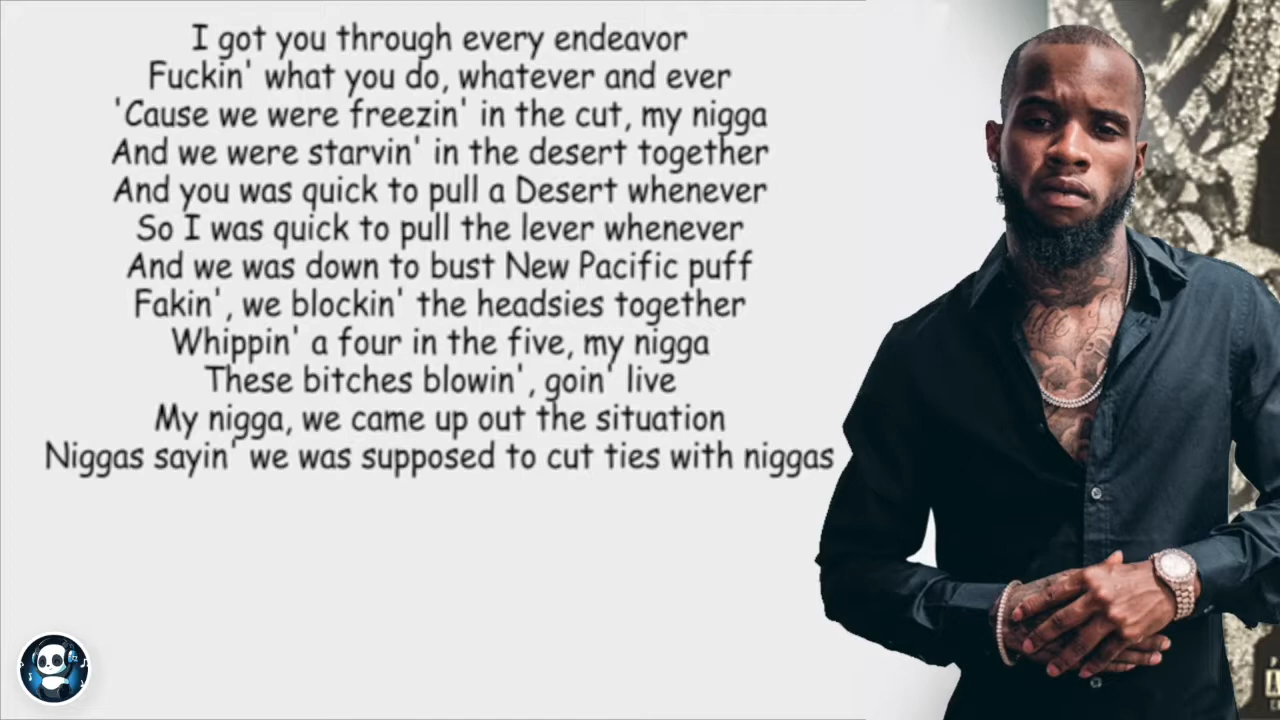 I got you through every endeavor
Fuckin' what you do, whatever and ever
'Cause we were freezin' in the cut, my nigga
And we were starvin' in the desert together
And you was quick to pull a Desert whenever
So I was quick to pull the lever whenever
And we was down to bust New Pacific puff
Fakin', we blockin' the headsies together
Whippin' a four in the five, my nigga
These bitches blowin', goin' live
My nigga, we came up out the situation
Niggas sayin' we was supposed to cut ties with niggas